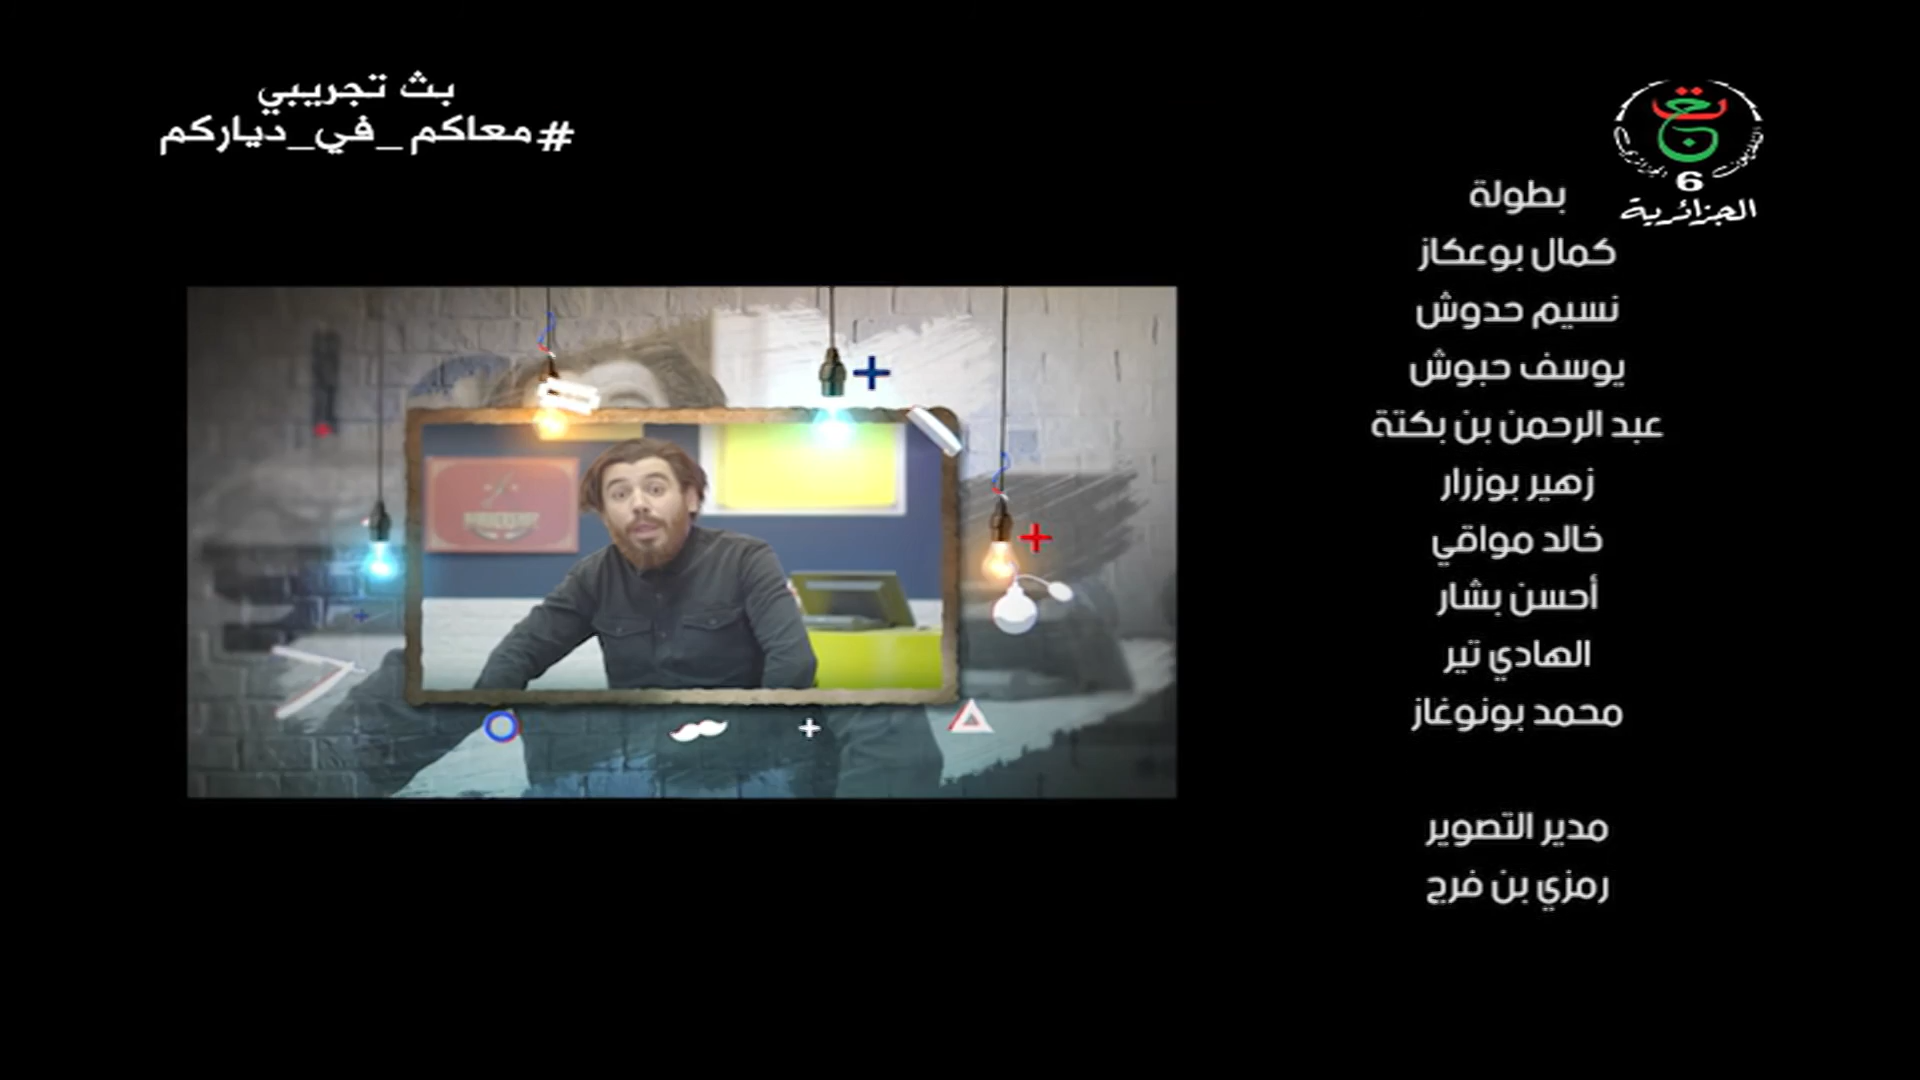 بث تجريبي
#معاكم_في_دياركم
6
الجزائرية
بطولة
كمال بوعكاز
نسيم حدوش
يوسف حبوش
عبد الرحمن بن بكتة
زهير بوزرار
خالد مواقي
أحسن بشار
الهادي تير
محمد بونوغاز
مدير التصوير
رمزي بن فرج